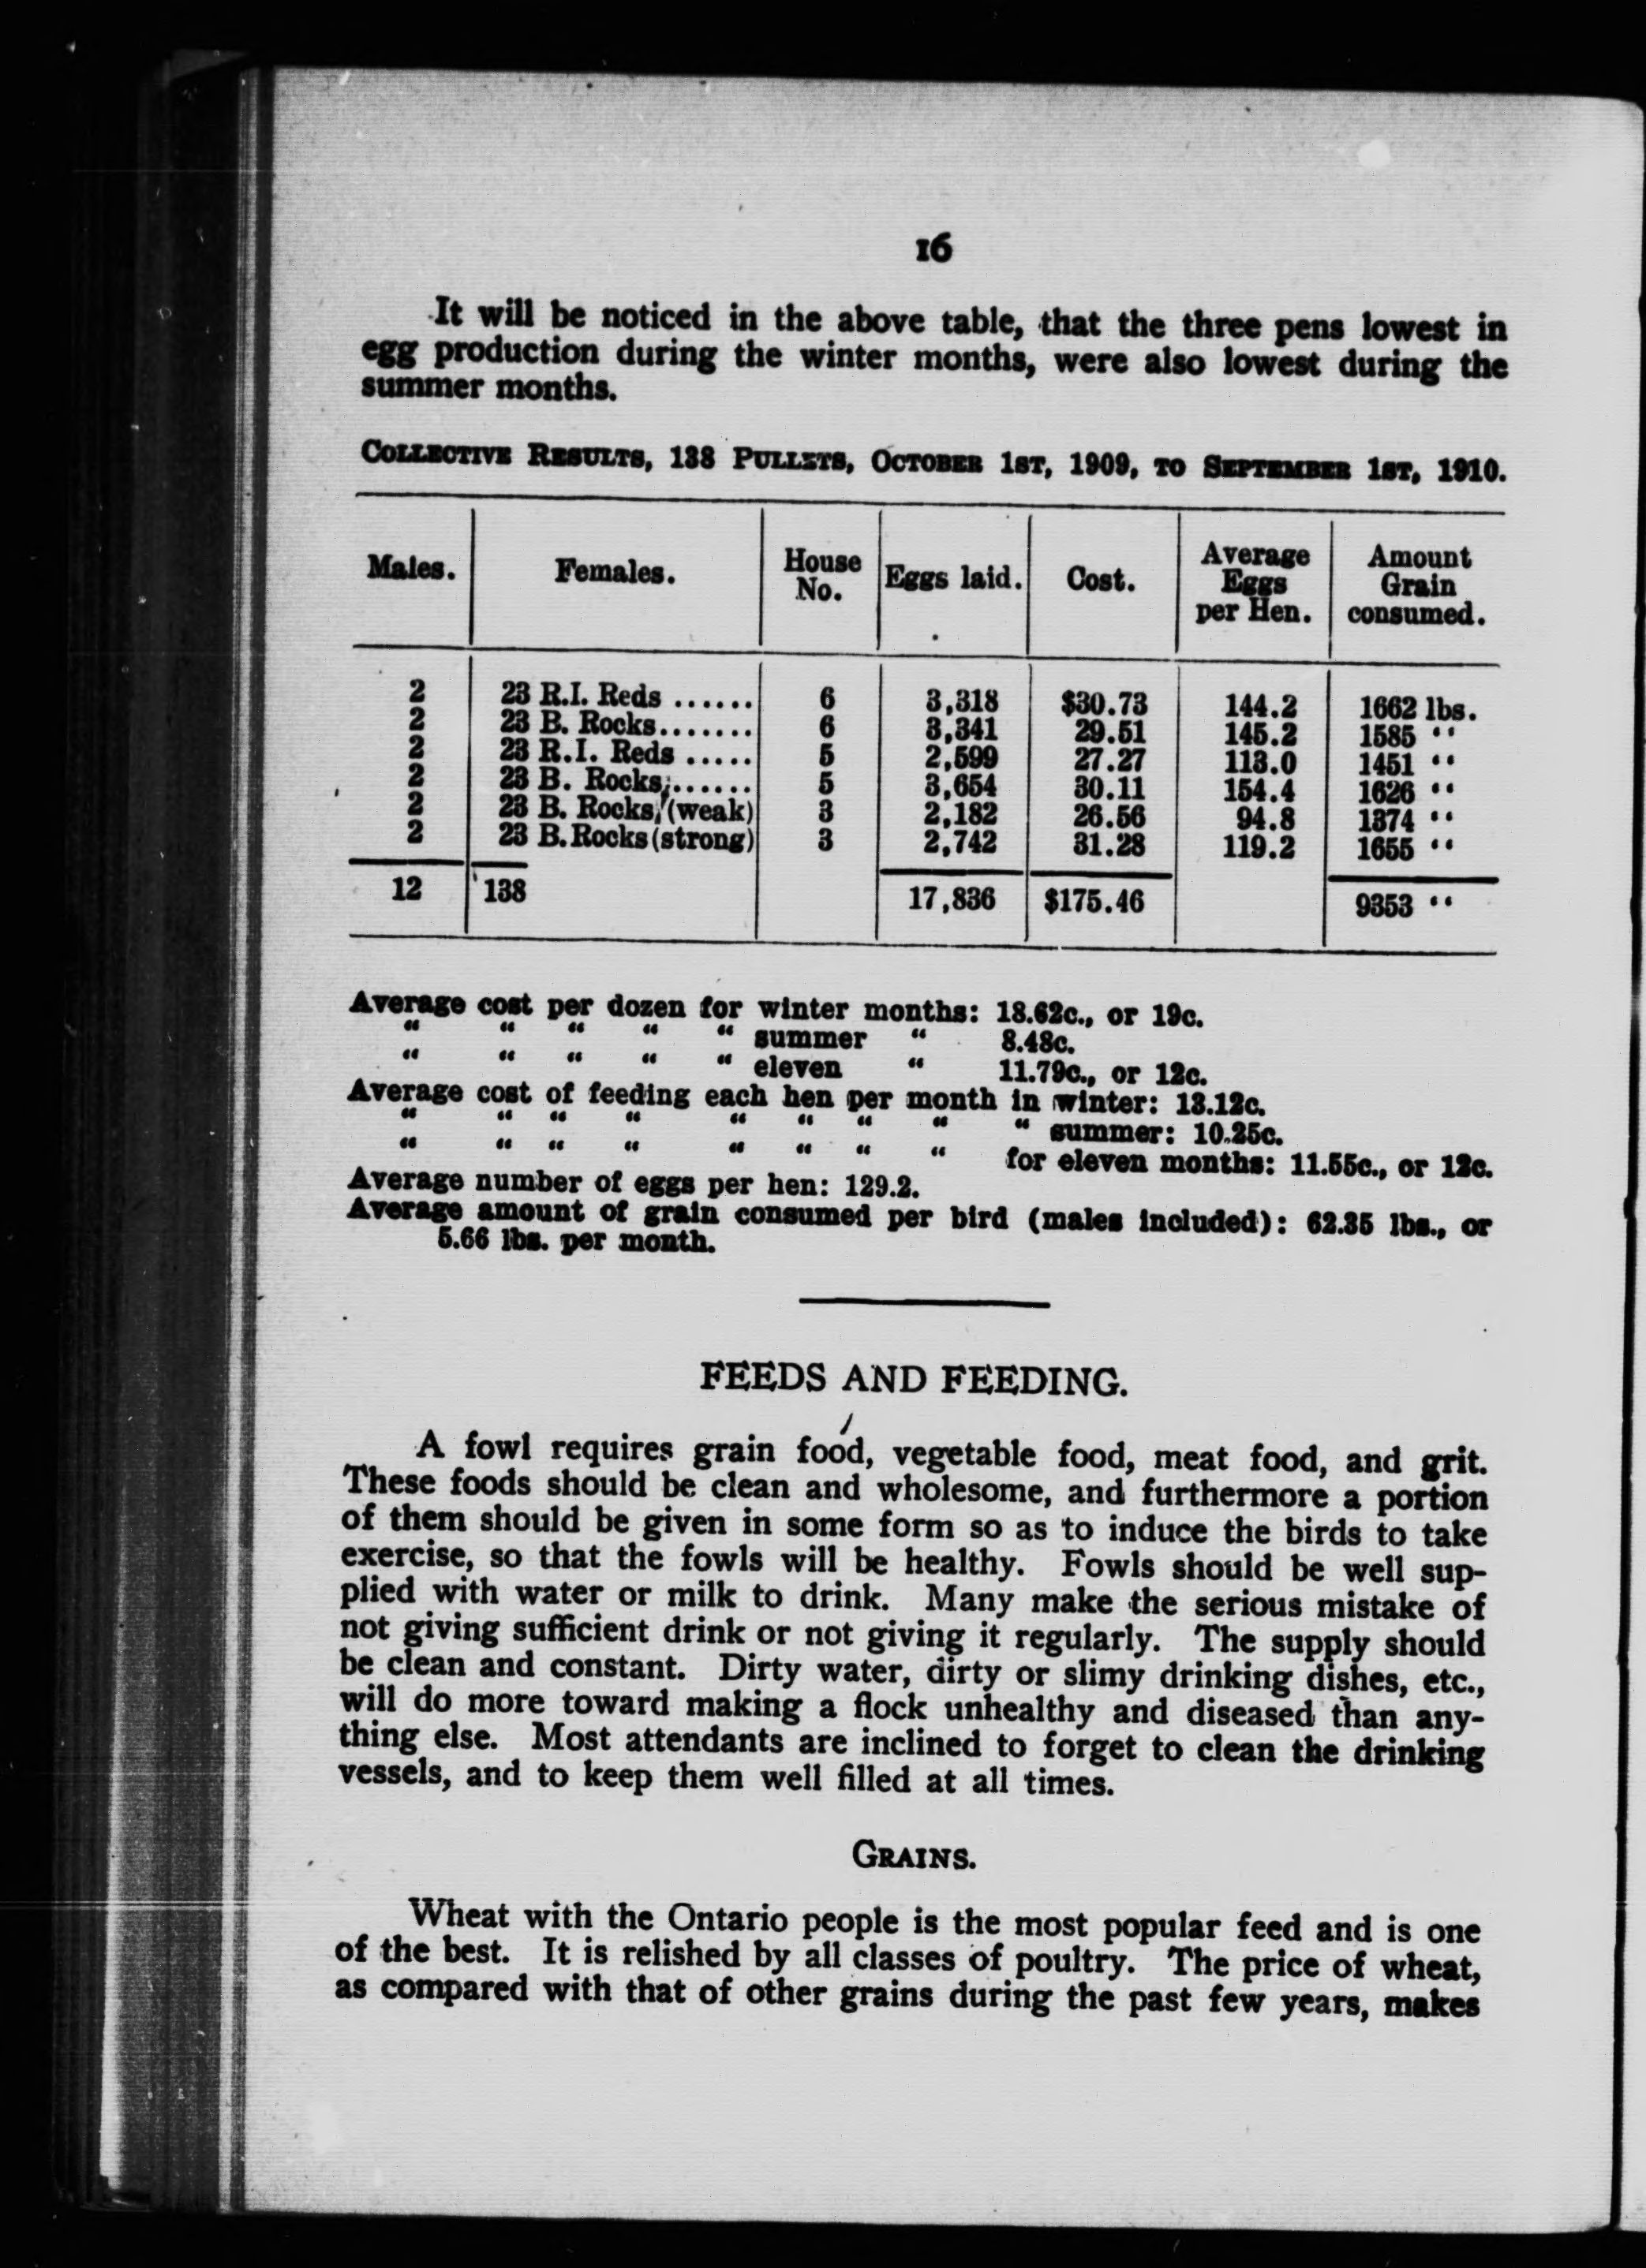 16
It will be noticed in the above table, that the three pens lowest in
egg production during the winter months, were also lowest during the
summer months.
COLLECTIVE RESULTS, 138 PULLETS, OCTOBER 1ST, 1909, TO SEPTEMBER 1ST, 1910.
Males. Females. House No. Eggs laid. Cost. Average Eggs per Hen. Amount Grain consumed.
2 23 R.I. Reds ...... 6 3,318 $30.73 144.2 1662 lbs.
2 23 B. Rocks....... 6 3,341 29.51 145.2 1585 "
2 23 R.I. Reds ..... 5 2,599 27.27 113.0 1451 "
2 23 B. Rocks,...... 5 3,654 30.11 154.4 1626 "
2 23 B. Rocks, (weak) 3 2,182 26.56 94.8 1374 "
2 23 B. Rocks (strong) 3 2,742 31.28 119.2 1655 "
12 138 17,836 $175.46 9353 "
Average cost per dozen for winter months: 18.62c., or 19c.
" " " " " summer " 8.48c.
" " " " " eleven " 11.79c., or 12c.
Average cost of feeding each hen per month in winter: 13.12c.
" " " " " " " " " summer: 10.25c.
" " " " " " " " for eleven months: 11.55c., or 12c.
Average number of eggs per hen: 129.2.
Average amount of grain consumed per bird (males included): 62.35 lbs., or
5.66 lbs. per month.
FEEDS AND FEEDING.
A fowl requires grain food, vegetable food, meat food, and grit.
These foods should be clean and wholesome, and furthermore a portion
of them should be given in some form so as to induce the birds to take
exercise, so that the fowls will be healthy. Fowls should be well sup-
plied with water or milk to drink. Many make the serious mistake of
not giving sufficient drink or not giving it regularly. The supply should
be clean and constant. Dirty water, dirty or slimy drinking dishes, etc.,
will do more toward making a flock unhealthy and diseased than any-
thing else. Most attendants are inclined to forget to clean the drinking
vessels, and to keep them well filled at all times.
GRAINS.
Wheat with the Ontario people is the most popular feed and is one
of the best. It is relished by all classes of poultry. The price of wheat,
as compared with that of other grains during the past few years, makes